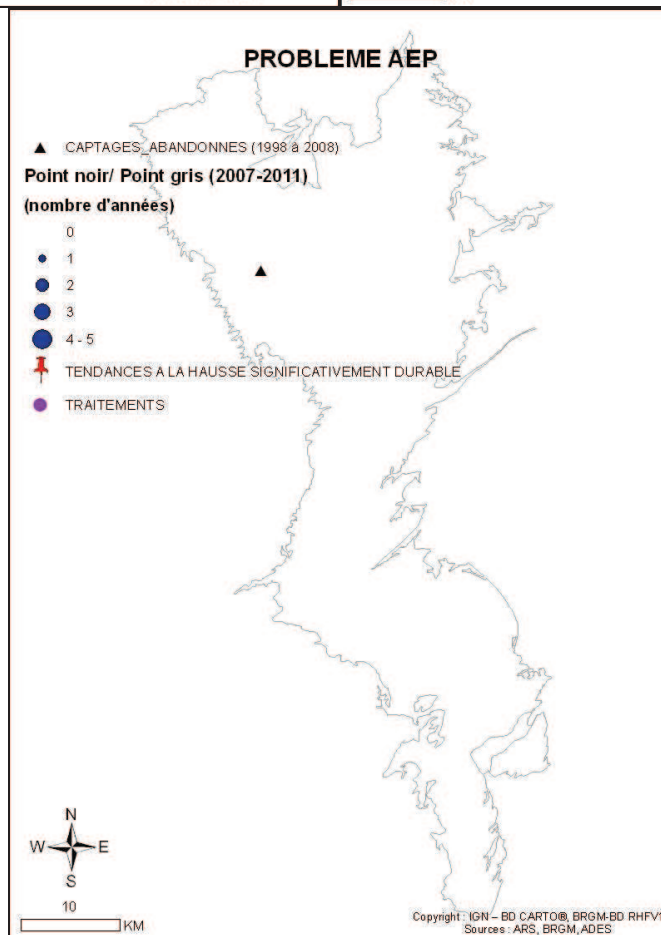 PROBLEME AEP
CAPTAGES_ABANDONNES (1998 à 2008)
Point noir/ Point gris (2007-2011)
(nombre d'années)
0
1
2
3
4 - 5
TENDANCES A LA HAUSSE SIGNIFICATIVEMENT DURABLE
TRAITEMENTS
N
W E
S
10
KM
Copyright : IGN – BD CARTO®, BRGM-BD RHFV1
Sources : ARS, BRGM, ADES